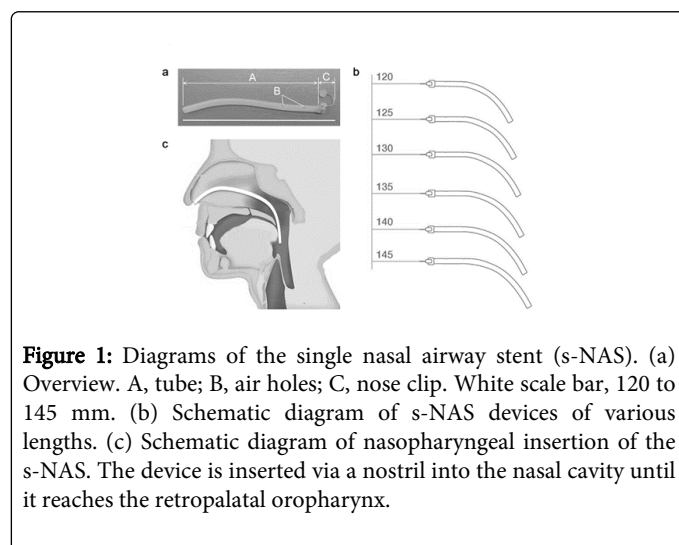 a
A
C
B
b
120
125
130
135
140
145
c
Figure 1: Diagrams of the single nasal airway stent (s-NAS). (a)
Overview. A, tube; B, air holes; C, nose clip. White scale bar, 120 to
145 mm. (b) Schematic diagram of s-NAS devices of various
lengths. (c) Schematic diagram of nasopharyngeal insertion of the
s-NAS. The device is inserted via a nostril into the nasal cavity until
it reaches the retropalatal oropharynx.